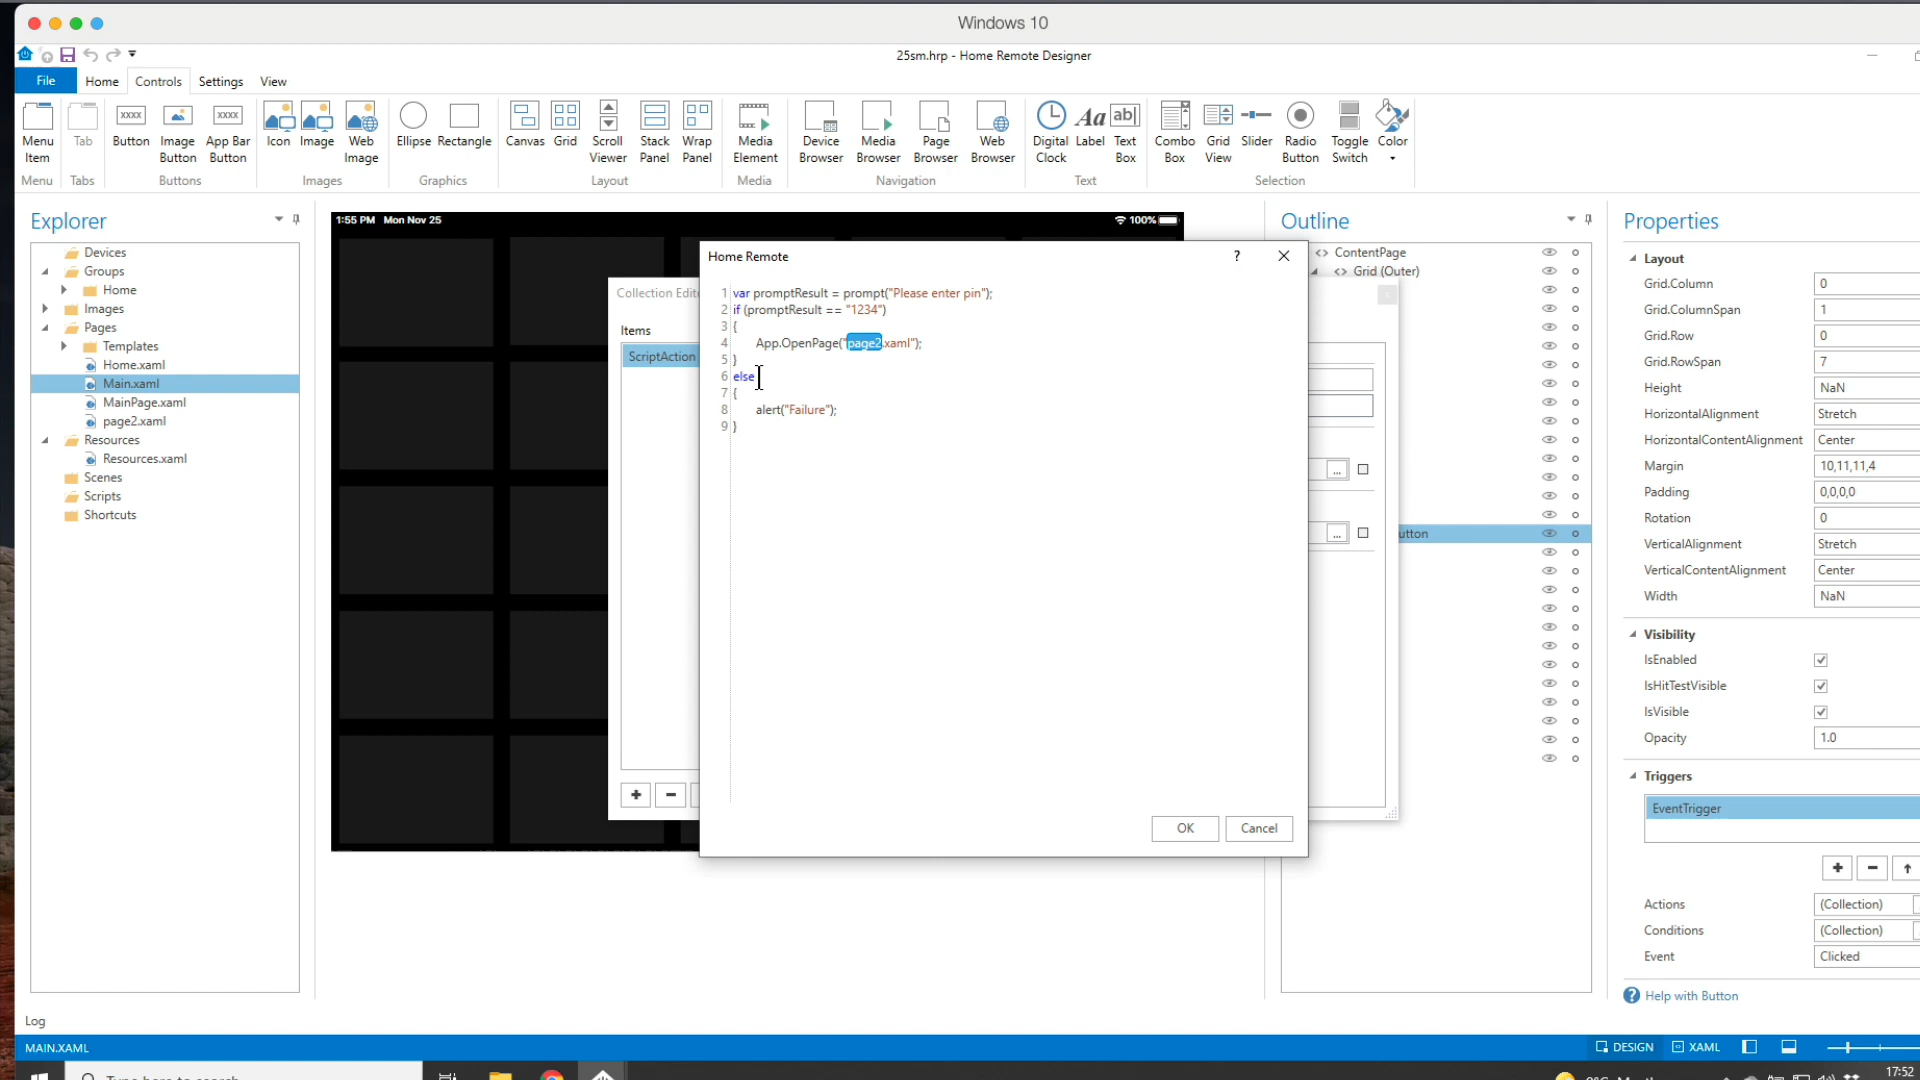 Windows 10
25sm.hrp - Home Remote Designer
File Home Controls Settings View
Menu Item
Tab
xxxx Button
Image Button
xxxx App Bar Button
Icon
Image
Web Image
Ellipse
Rectangle
Canvas
Grid
Scroll Viewer
Stack Panel
Wrap Panel
Media Element
Device Browser
Media Browser
Page Browser
Web Browser
Digital Clock
Aa Label
ab Text Box
Combo Box
Grid View
Slider
Radio Button
Toggle Switch
Color
Menu Tabs Buttons Images Graphics Layout Media Navigation Text Selection
Explorer
Devices
Groups
Home
Images
Pages
Templates
Home.xaml
Main.xaml
MainPage.xaml
page2.xaml
Resources
Resources.xaml
Scenes
Scripts
Shortcuts
1:55 PM Mon Nov 25
100%
Collection Edito
Items
ScriptAction
+ −
Home Remote
? ×
1 var promptResult = prompt("Please enter pin");
2 if (promptResult == "1234")
3 {
4 App.OpenPage("page2.xaml");
5 }
6 else
7 {
8 alert("Failure");
9 }
OK Cancel
...
...
Outline
<> ContentPage
<> Grid (Outer)
utton
Properties
Layout
Grid.Column 0
Grid.ColumnSpan 1
Grid.Row 0
Grid.RowSpan 7
Height NaN
HorizontalAlignment Stretch
HorizontalContentAlignment Center
Margin 10,11,11,4
Padding 0,0,0,0
Rotation 0
VerticalAlignment Stretch
VerticalContentAlignment Center
Width NaN
Visibility
IsEnabled
IsHitTestVisible
IsVisible
Opacity 1.0
Triggers
EventTrigger
+ −
Actions (Collection)
Conditions (Collection)
Event Clicked
? Help with Button
Log
MAIN.XAML
DESIGN XAML
Type here to search
17:52